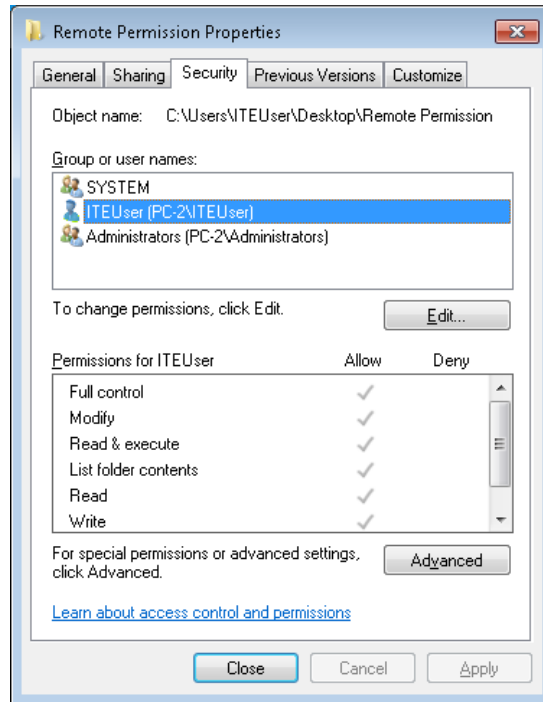 Remote Permission Properties
General Sharing Security Previous Versions Customize
Object name: C:\Users\ITEUser\Desktop\Remote Permission
Group or user names:
SYSTEM
ITEUser (PC-2\ITEUser)
Administrators (PC-2\Administrators)
To change permissions, click Edit.
Edit...
Permissions for ITEUser Allow Deny
Full control
Modify
Read & execute
List folder contents
Read
Write
For special permissions or advanced settings,
click Advanced.
Advanced
Learn about access control and permissions
Close Cancel Apply